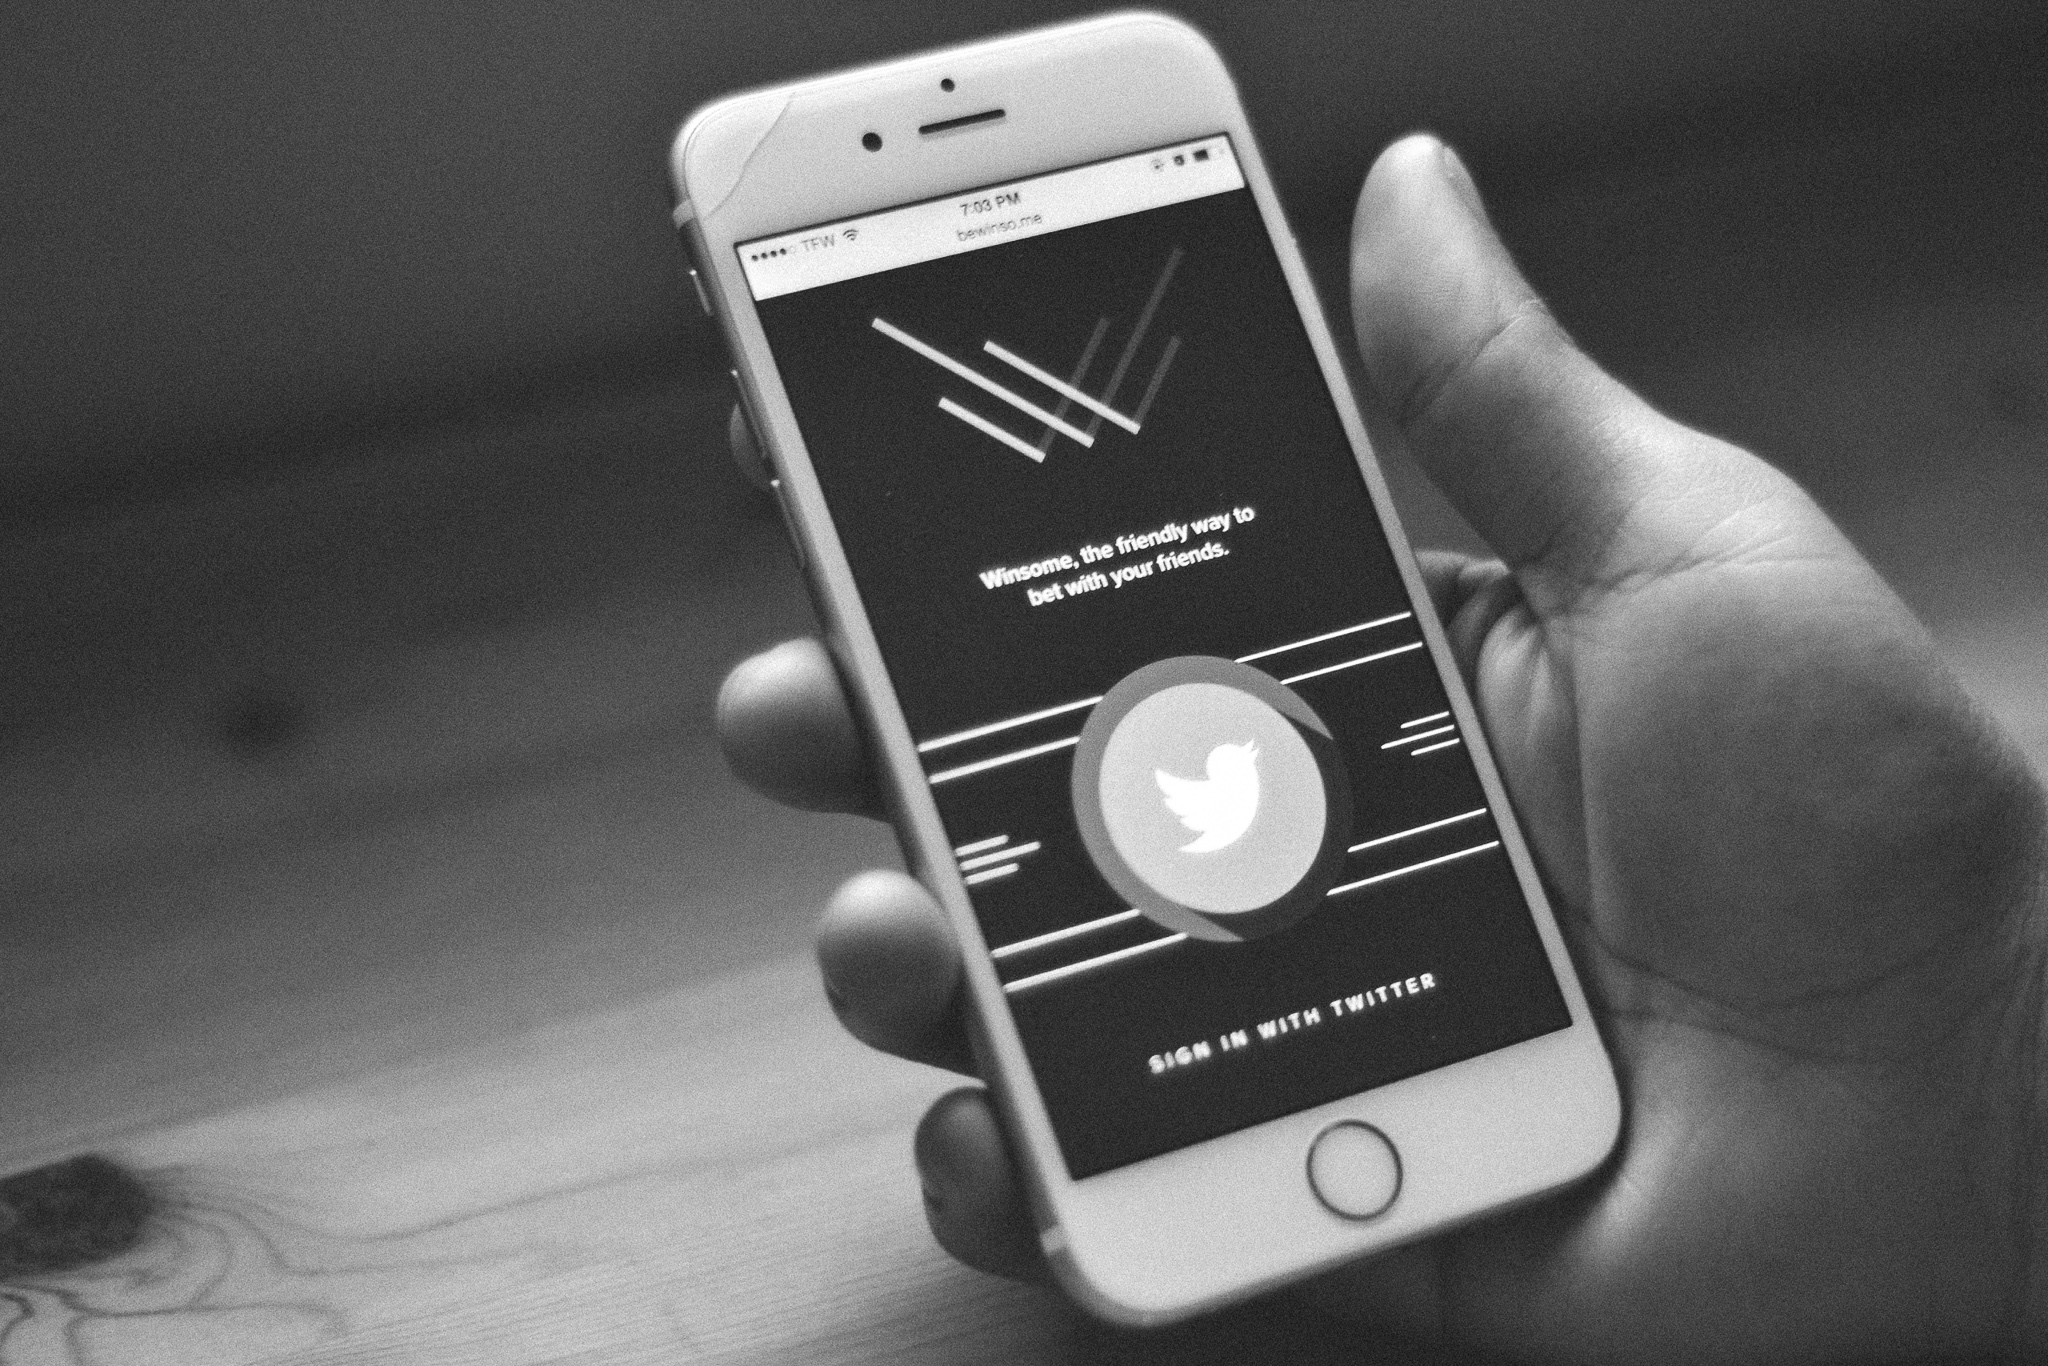 TFW
7:03 PM
bewinso.me
Winsome, the friendly way to
bet with your friends.
SIGN IN WITH TWITTER